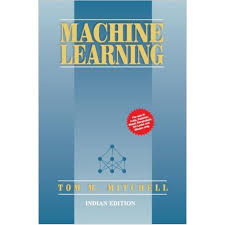 MACHINE
LEARNING
TOM M. MITCHELL
INDIAN EDITION